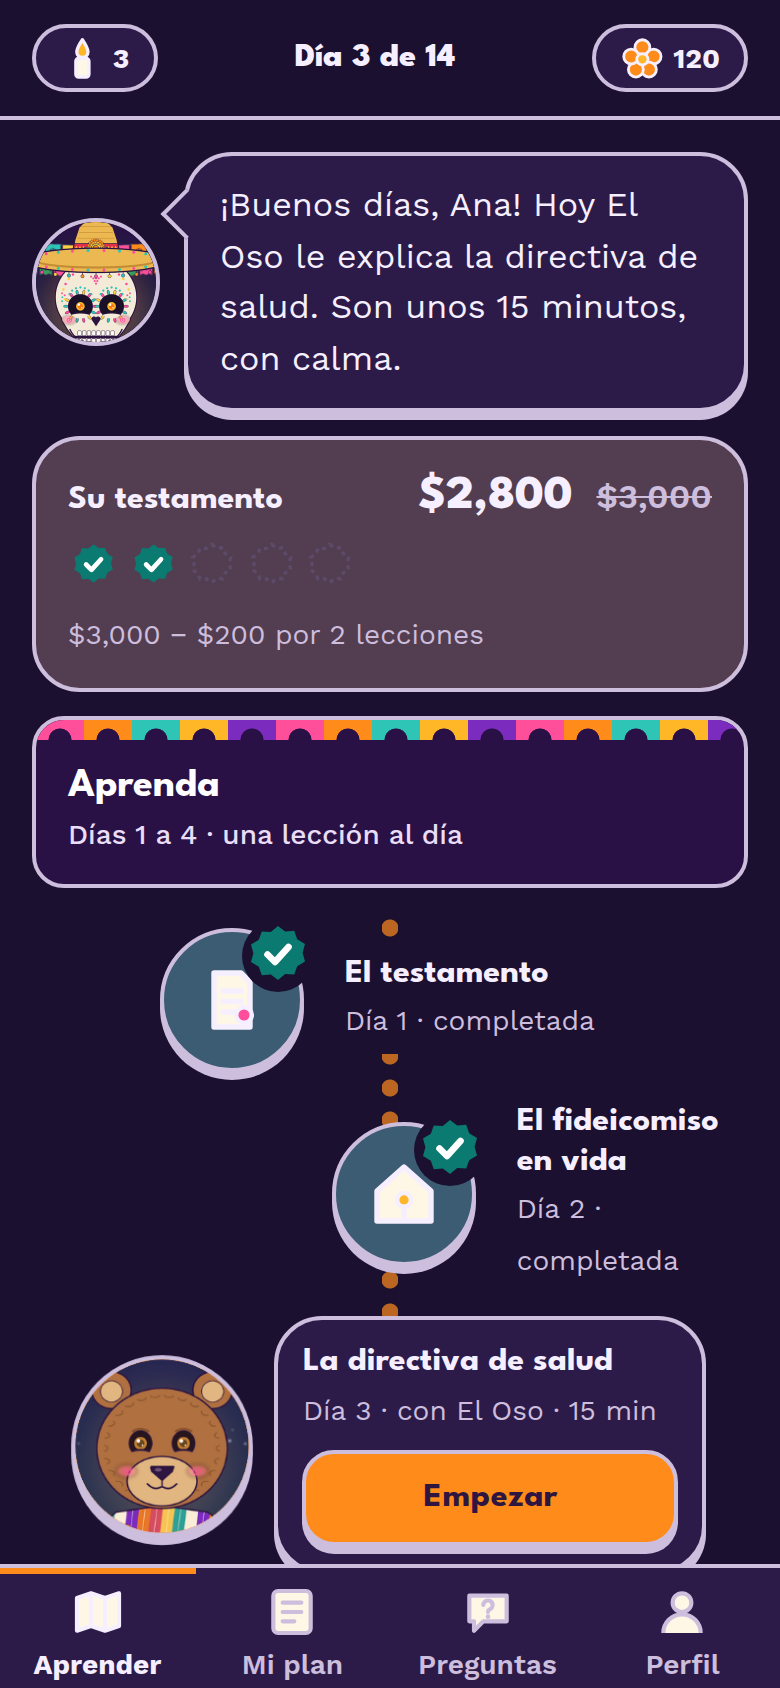 3
Día 3 de 14
120
¡Buenos días, Ana! Hoy El
Oso le explica la directiva de
salud. Son unos 15 minutos,
con calma.
Su testamento
$2,800 $3,000
$3,000 – $200 por 2 lecciones
Aprenda
Días 1 a 4 · una lección al día
El testamento
Día 1 · completada
El fideicomiso
en vida
Día 2 ·
completada
La directiva de salud
Día 3 · con El Oso · 15 min
Empezar
Aprender
Mi plan
Preguntas
Perfil